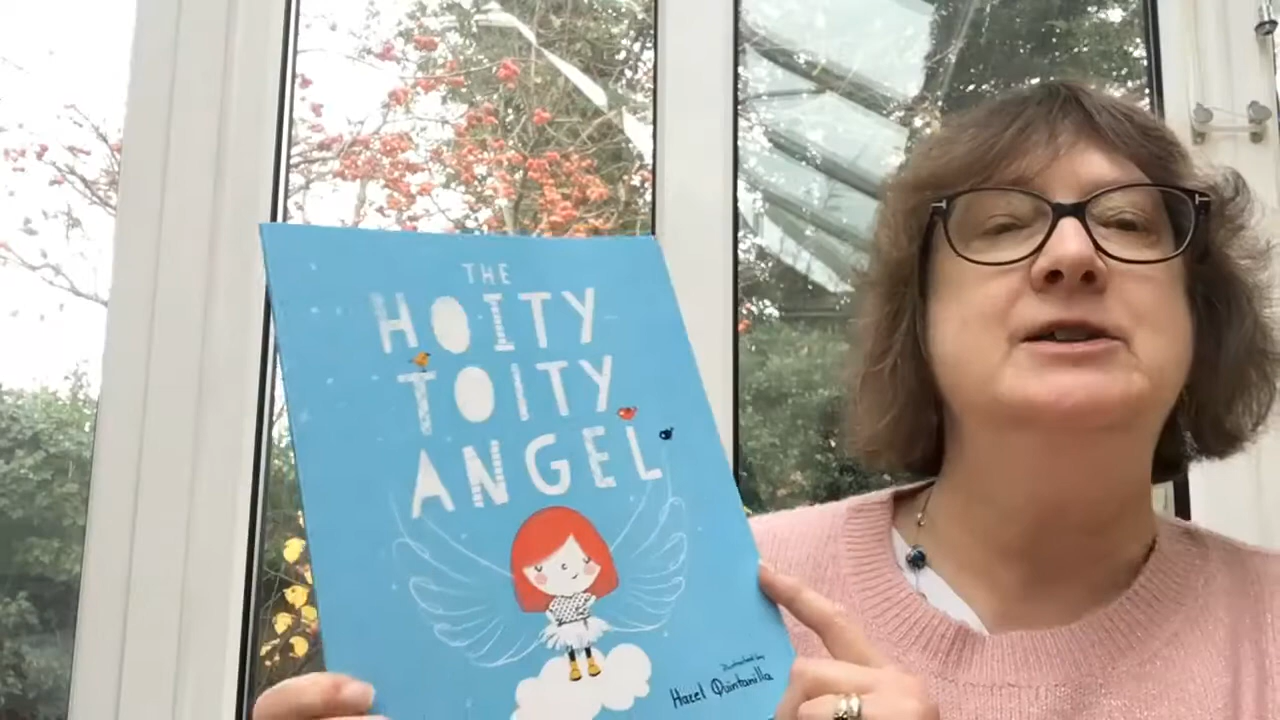 THE
HOITY
TOITY
ANGEL
Illustrated by
Hazel Quintanilla